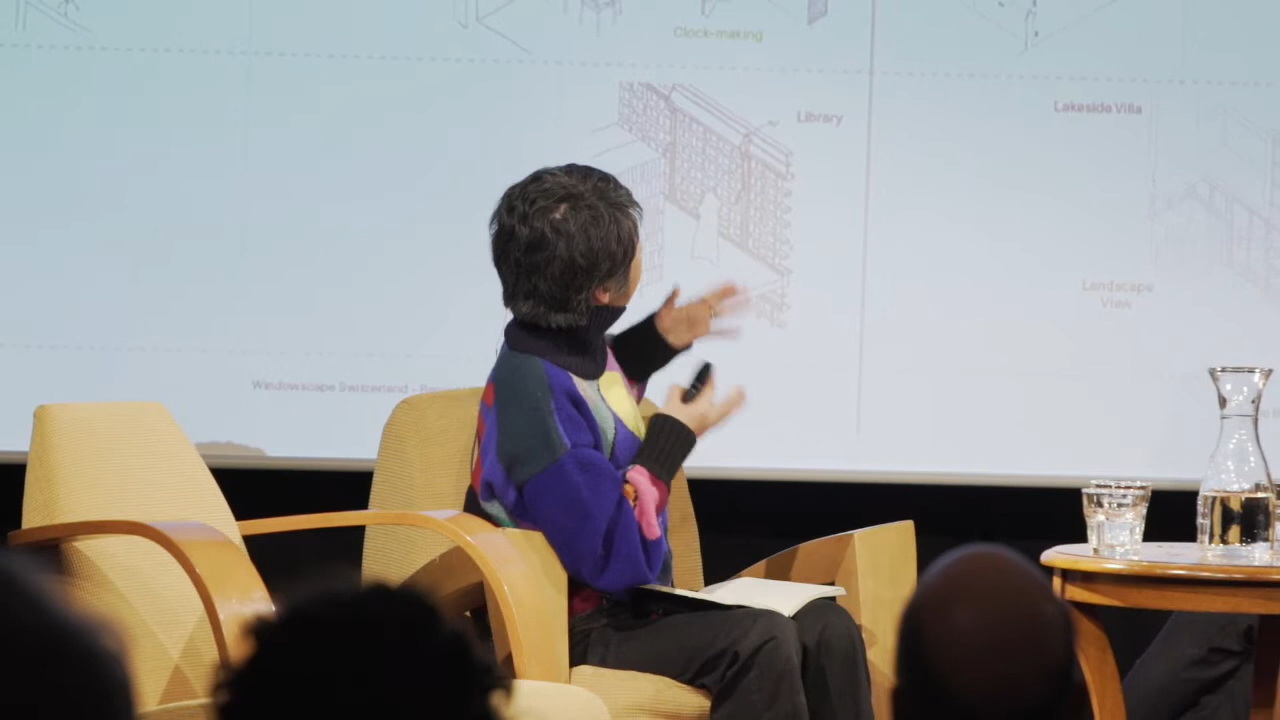 Clock-making
Library
Lakeside Villa
Landscape
View
Windowscape Switzerland -